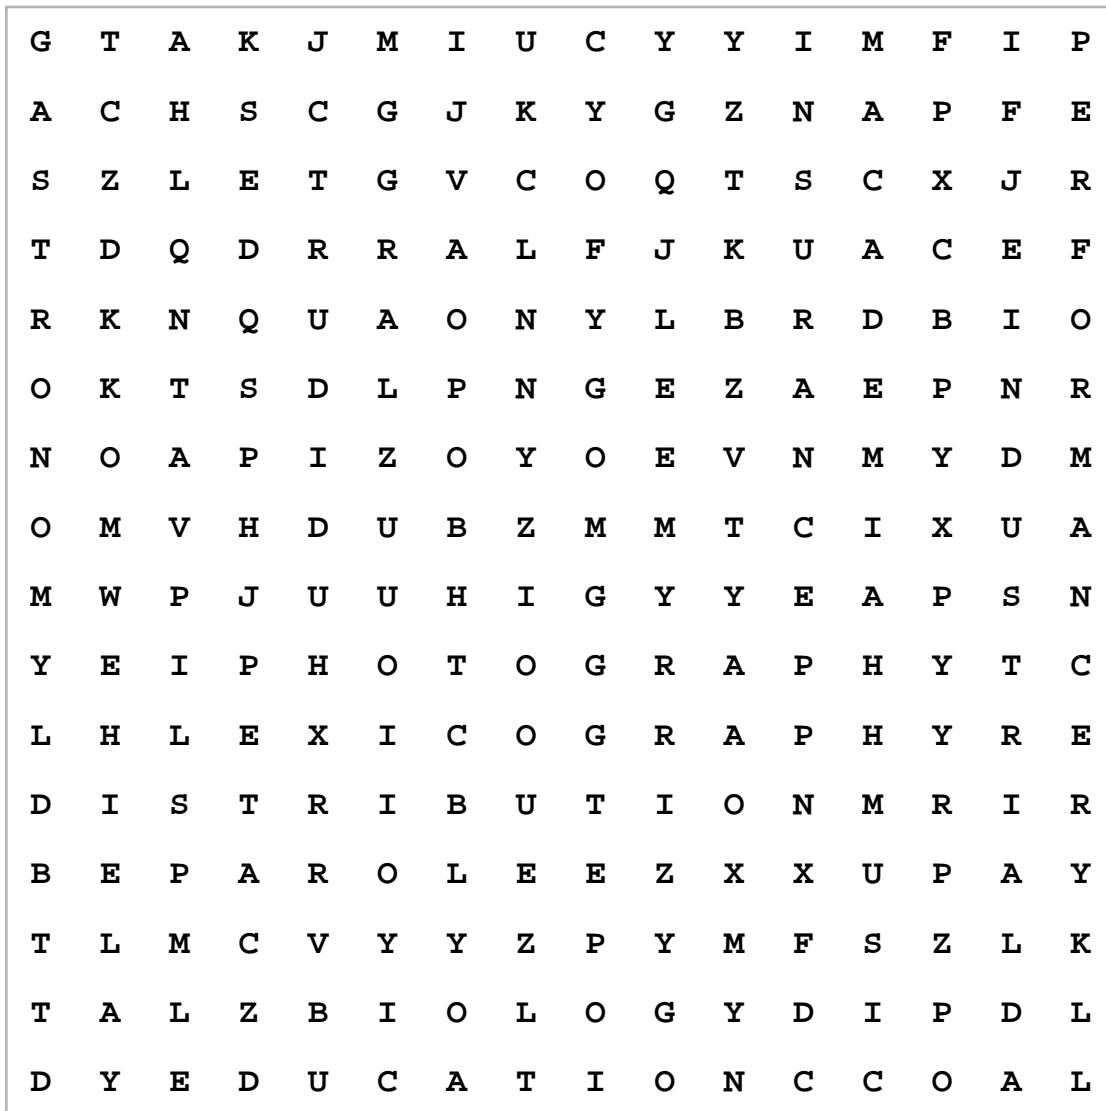 G T A K J M I U C Y Y I M F I P
A C H S C G J K Y G Z N A P F E
S Z L E T G V C O Q T S C X J R
T D Q D R R A L F J K U A C E F
R K N Q U A O N Y L B R D B I O
O K T S D L P N G E Z A E P N R
N O A P I Z O Y O E V N M Y D M
O M V H D U B Z M M T C I X U A
M W P J U U H I G Y Y E A P S N
Y E I P H O T O G R A P H Y T C
L H L E X I C O G R A P H Y R E
D I S T R I B U T I O N M R I R
B E P A R O L E E Z X X U P A Y
T L M C V Y Y Z P Y M F S Z L K
T A L Z B I O L O G Y D I P D L
D Y E D U C A T I O N C C O A L